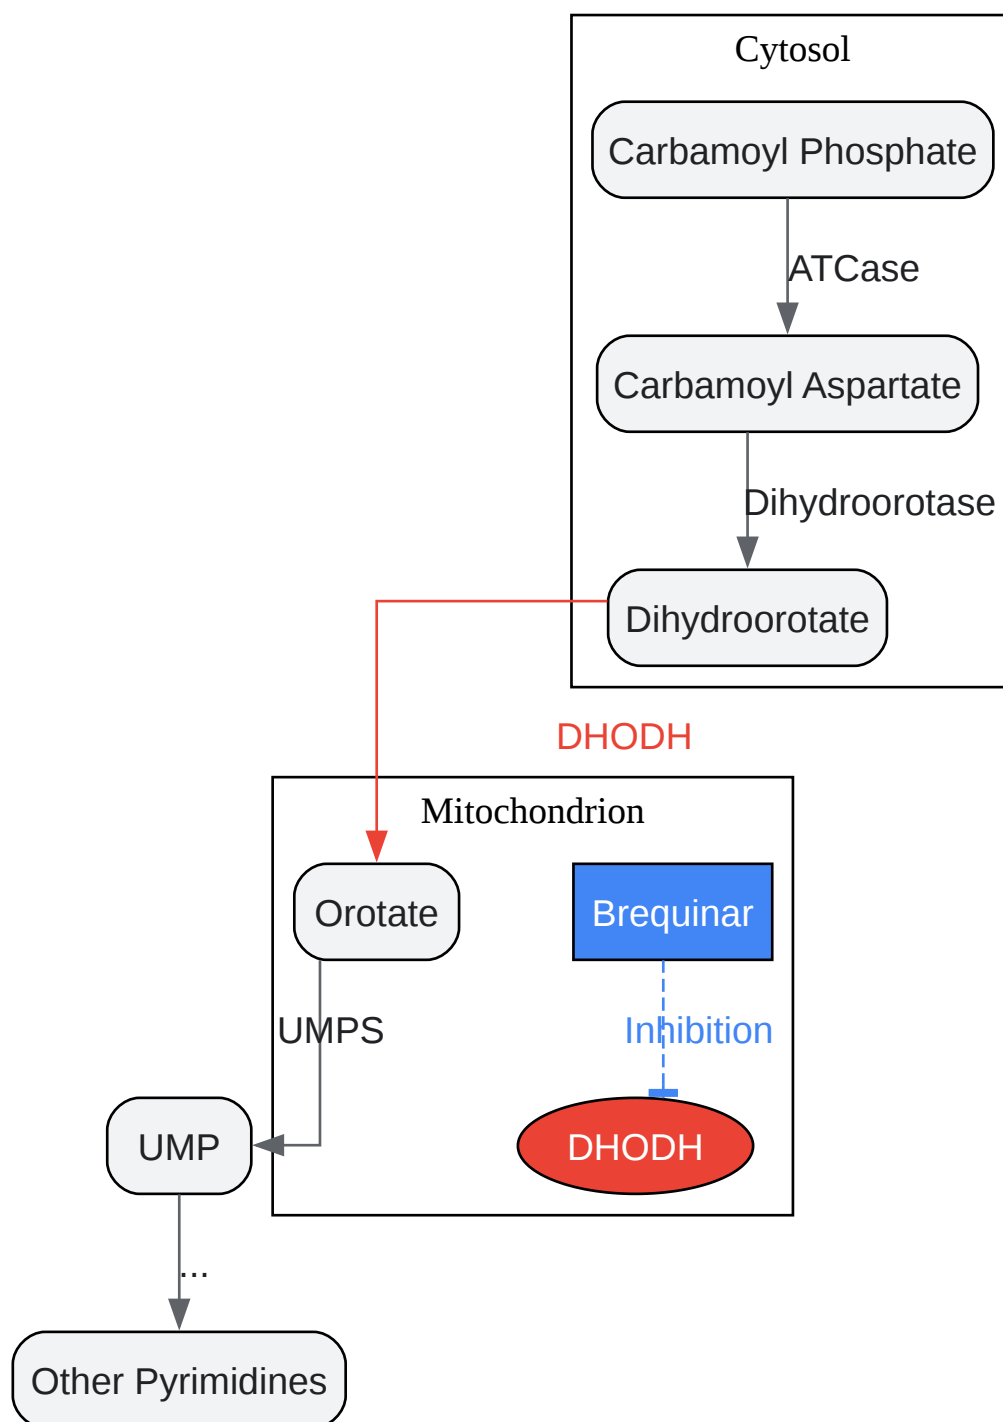 Cytosol
Carbamoyl Phosphate
ATCase
Carbamoyl Aspartate
Dihydroorotase
Dihydroorotate
DHODH
Mitochondrion
Orotate
Brequinar
UMPS
Inhibition
UMP
DHODH
...
Other Pyrimidines